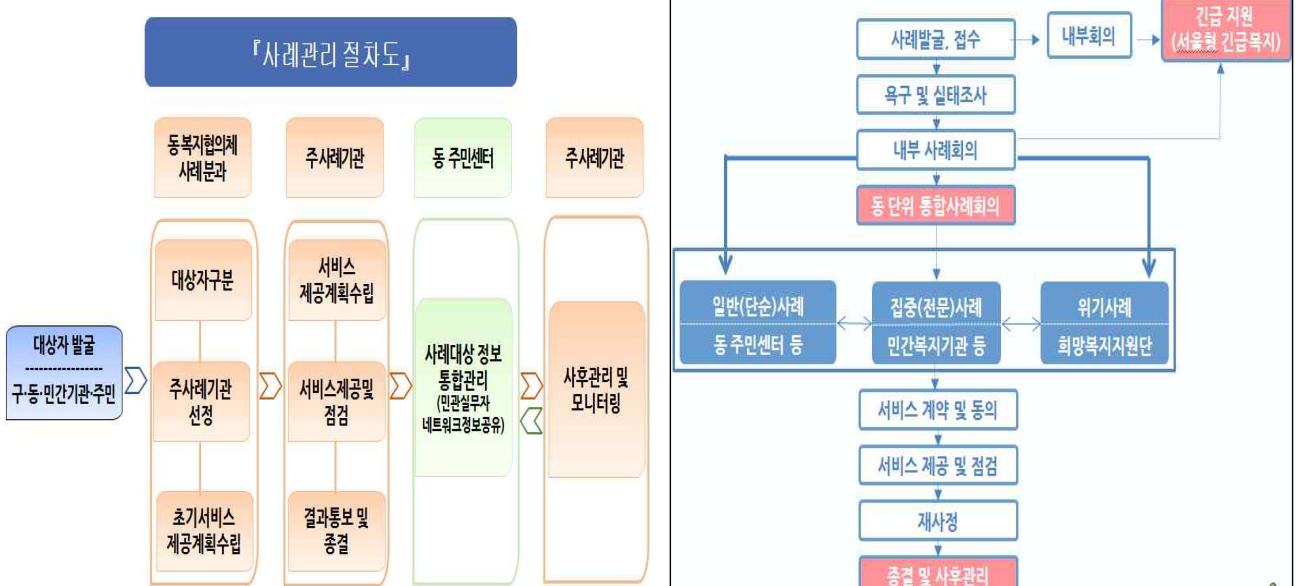 『사례관리 절차도』
동 복지협의체
사례분과
주사례기관
동 주민센터
주사례기관
대상자 발굴
-----------------
구·동·민간기관·주민
대상자구분
주사례기관
선정
초기서비스
제공계획수립
서비스
제공계획수립
서비스제공및
점검
결과통보 및
종결
사례대상 정보
통합관리
(민관실무자
네트워크정보공유)
사후관리 및
모니터링
사례발굴, 접수
내부회의
긴급 지원
(서울형 긴급복지)
욕구 및 실태조사
내부 사례회의
동 단위 통합사례회의
일반(단순)사례
동 주민센터 등
집중(전문)사례
민간복지기관 등
위기사례
희망복지지원단
서비스 계약 및 동의
서비스 제공 및 점검
재사정
종결 및 사후관리